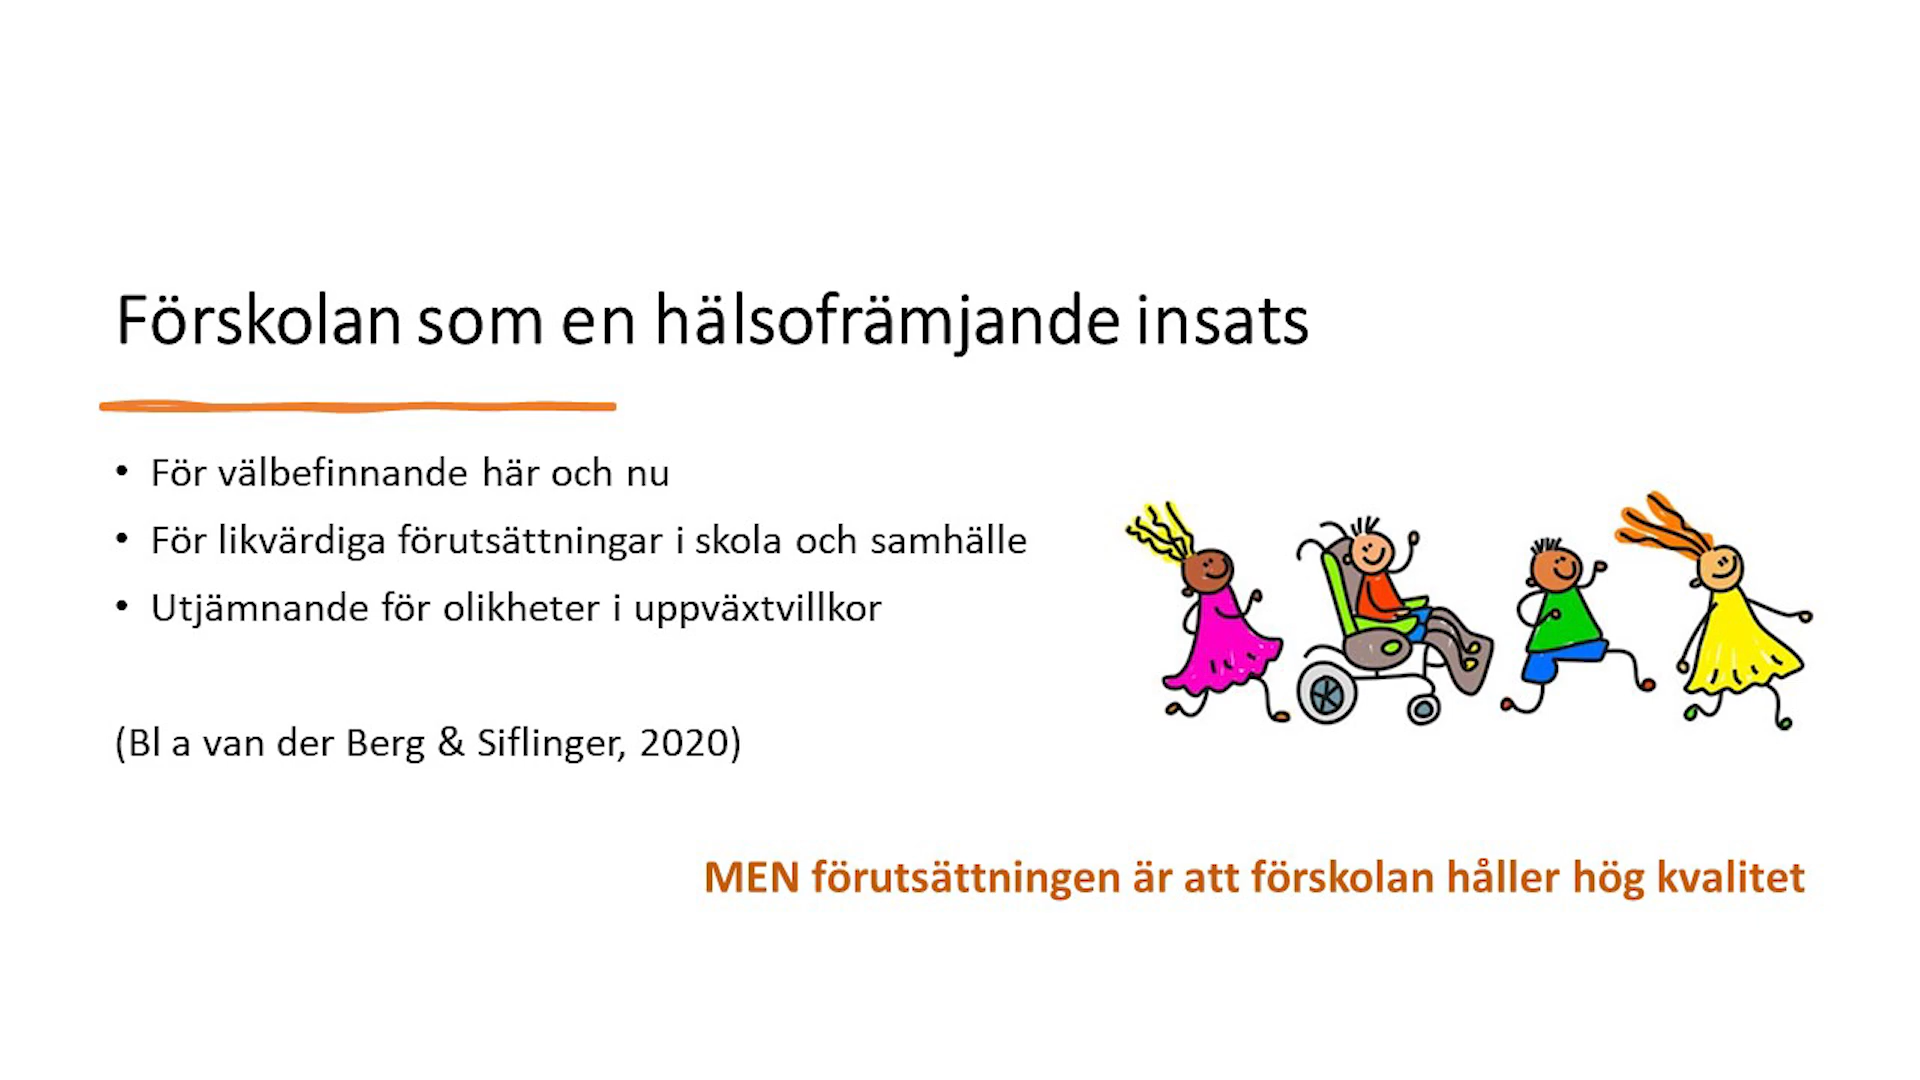 Förskolan som en hälsofrämjande insats
• För välbefinnande här och nu
• För likvärdiga förutsättningar i skola och samhälle
• Utjämnande för olikheter i uppväxtvillkor
(Bl a van der Berg & Siflinger, 2020)
MEN förutsättningen är att förskolan håller hög kvalitet